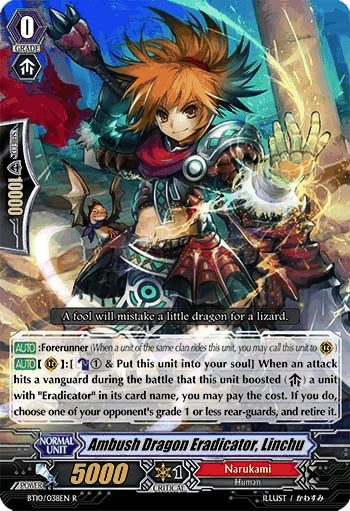 0
GRADE
SHIELD
10000
A fool will mistake a little dragon for a lizard.
AUTO :Forerunner (When a unit of the same clan rides this unit, you may call this unit to )
AUTO [ ]:[ 1 & Put this unit into your soul] When an attack
hits a vanguard during the battle that this unit boosted ( ) a unit
with "Eradicator" in its card name, you may pay the cost. If you do,
choose one of your opponent's grade 1 or less rear-guards, and retire it.
NORMAL
UNIT
Ambush Dragon Eradicator, Linchu
POWER
5000
1
CRITICAL
Narukami
Human
BT10/038EN R
ILLUST / かわすみ